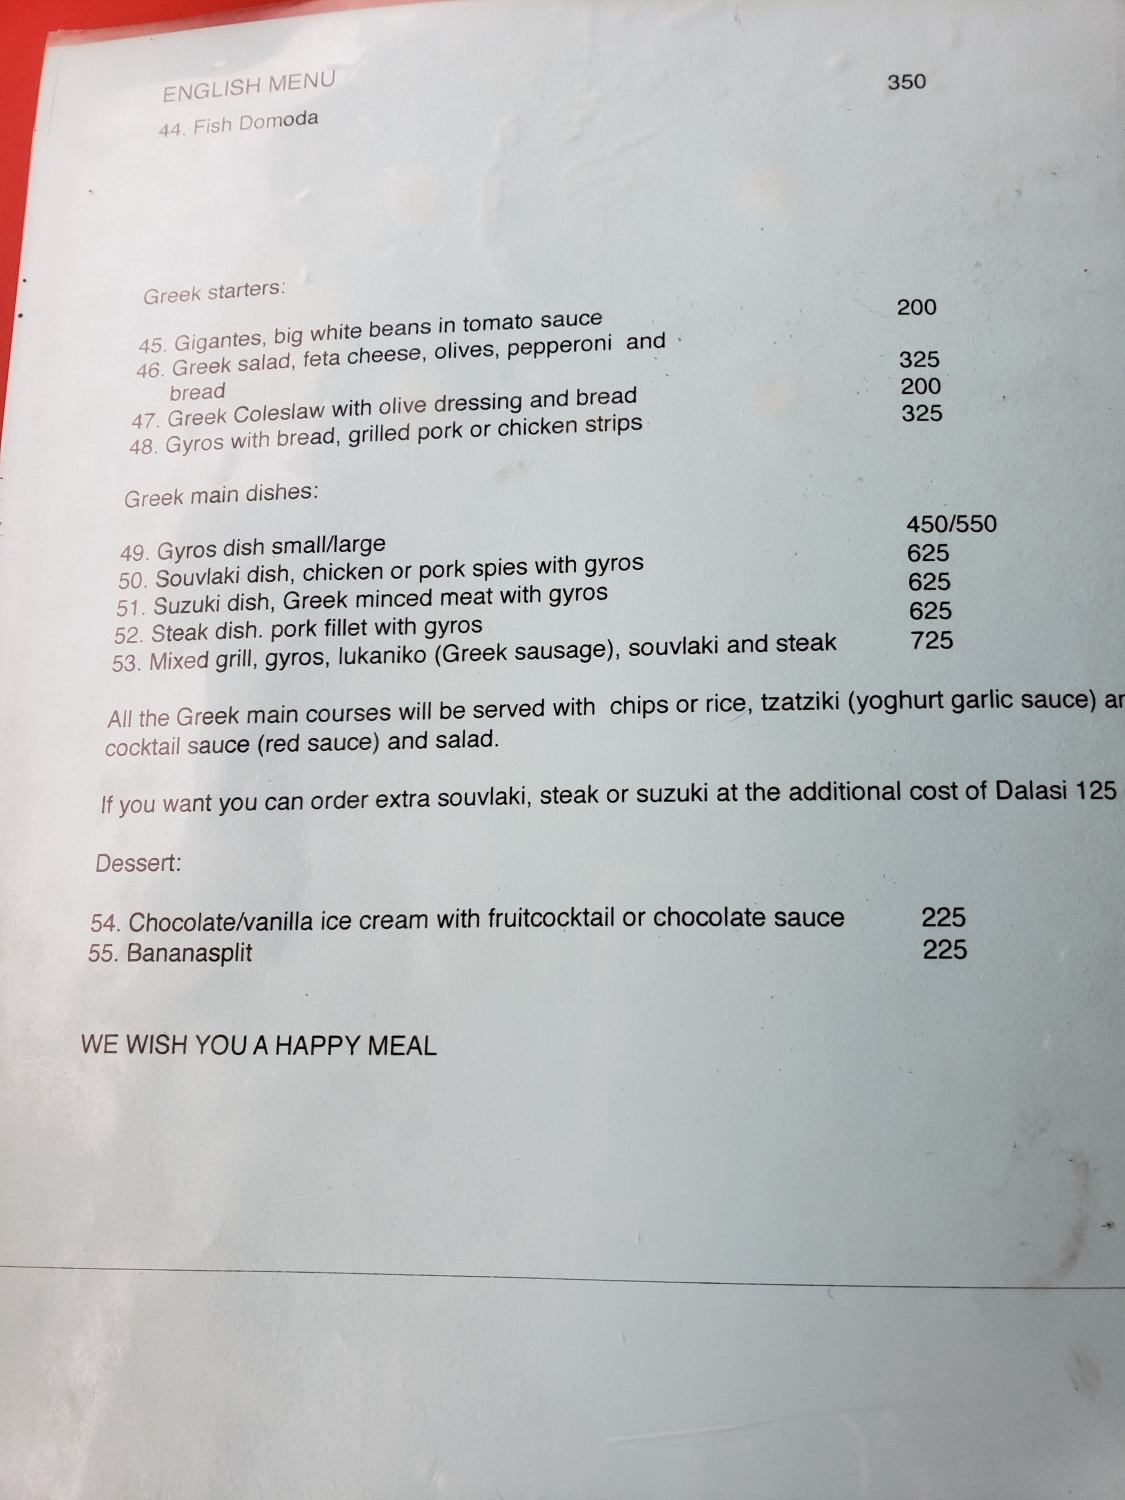 ENGLISH MENU
44. Fish Domoda 350
Greek starters:
45. Gigantes, big white beans in tomato sauce 200
46. Greek salad, feta cheese, olives, pepperoni and
bread 325
47. Greek Coleslaw with olive dressing and bread 200
48. Gyros with bread, grilled pork or chicken strips 325
Greek main dishes:
49. Gyros dish small/large 450/550
50. Souvlaki dish, chicken or pork spies with gyros 625
51. Suzuki dish, Greek minced meat with gyros 625
52. Steak dish. pork fillet with gyros 625
53. Mixed grill, gyros, lukaniko (Greek sausage), souvlaki and steak 725
All the Greek main courses will be served with chips or rice, tzatziki (yoghurt garlic sauce)
cocktail sauce (red sauce) and salad.
If you want you can order extra souvlaki, steak or suzuki at the additional cost of Dalasi 125
Dessert:
54. Chocolate/vanilla ice cream with fruitcocktail or chocolate sauce 225
55. Bananasplit 225
WE WISH YOU A HAPPY MEAL